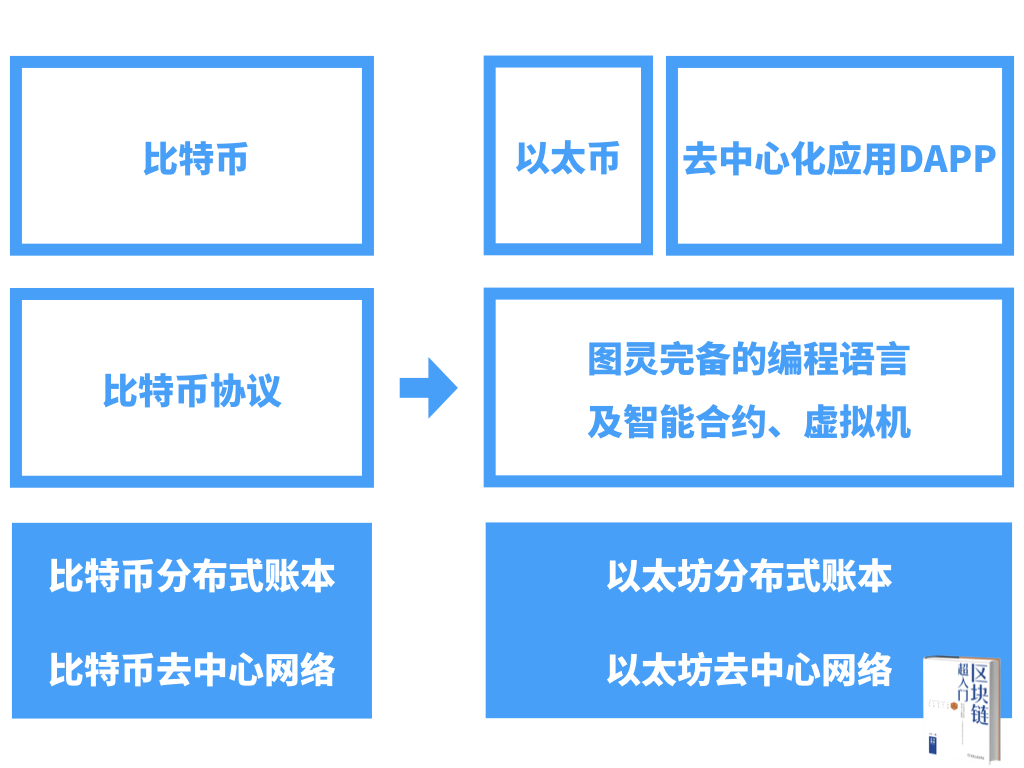 比特币
以太币
去中心化应用DAPP
比特币协议
图灵完备的编程语言
及智能合约、虚拟机
比特币分布式账本
比特币去中心网络
以太坊分布式账本
以太坊去中心网络
区块链
超入门